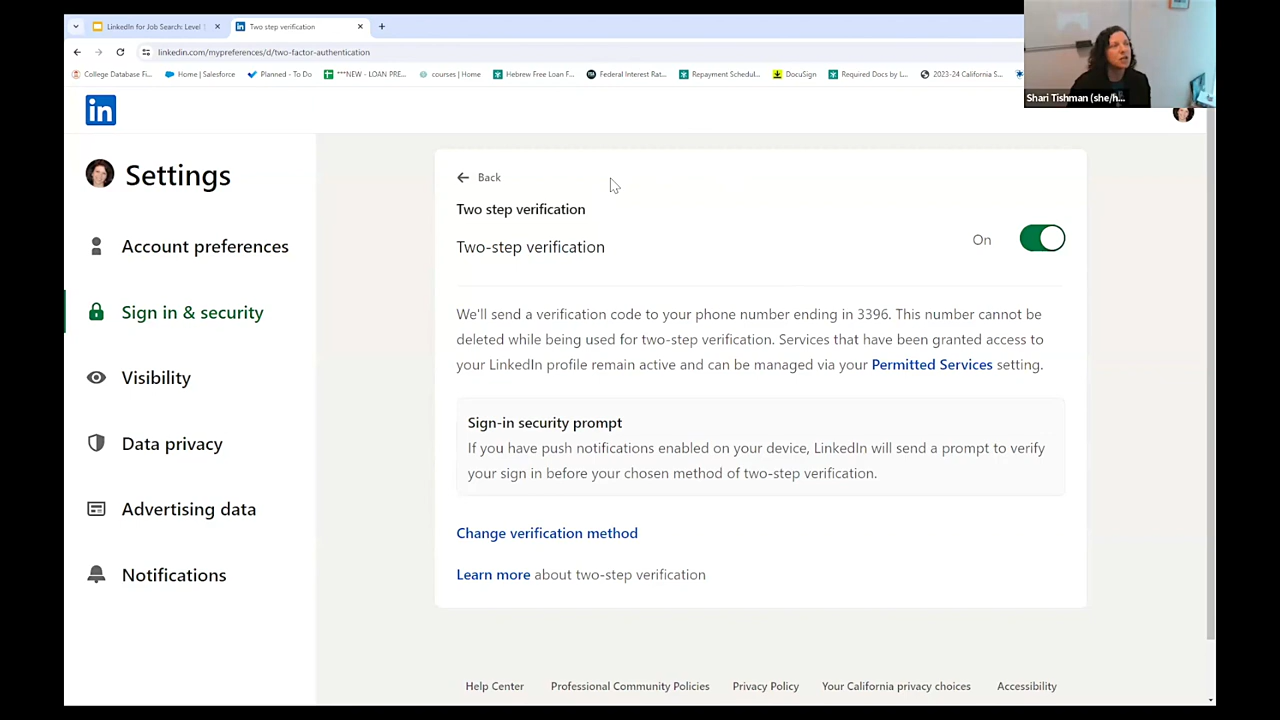 LinkedIn for Job Search: Level
Two step verification
linkedin.com/mypreferences/d/two-factor-authentication
College Database Fi...
Home | Salesforce
Planned - To Do
***NEW - LOAN PRE...
courses | Home
Hebrew Free Loan F...
Federal Interest Rat...
Repayment Schedul...
DocuSign
Required Docs by L...
2023-24 California S...
Shari Tishman (she/h...
in
Settings
Account preferences
Sign in & security
Visibility
Data privacy
Advertising data
Notifications
Back
Two step verification
Two-step verification
On
We'll send a verification code to your phone number ending in 3396. This number cannot be
deleted while being used for two-step verification. Services that have been granted access to
your LinkedIn profile remain active and can be managed via your Permitted Services setting.
Sign-in security prompt
If you have push notifications enabled on your device, LinkedIn will send a prompt to verify
your sign in before your chosen method of two-step verification.
Change verification method
Learn more about two-step verification
Help Center
Professional Community Policies
Privacy Policy
Your California privacy choices
Accessibility